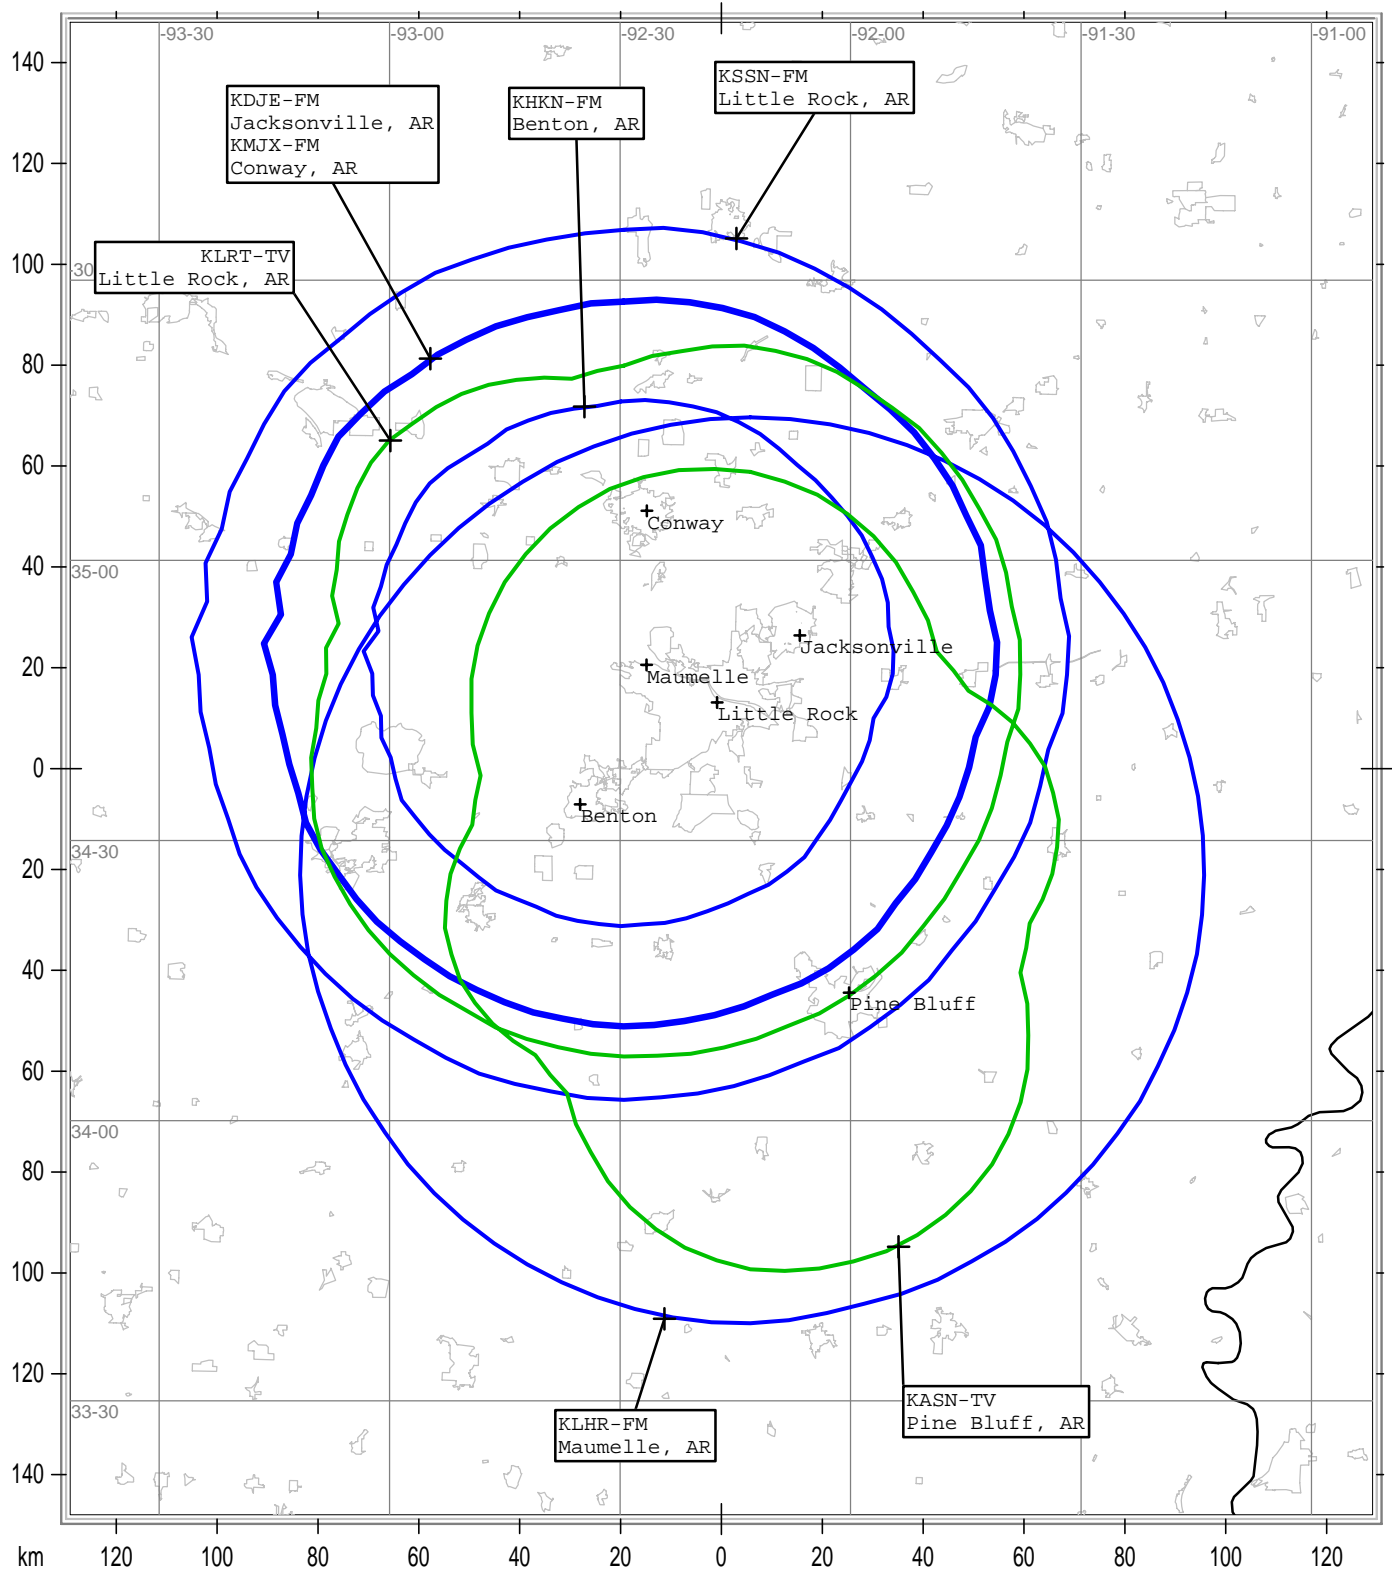 -93-30
-93-00
-92-30
-92-00
-91-30
-91-00
140
KSSN-FM
Little Rock, AR
KDJE-FM
Jacksonville, AR
KMJX-FM
Conway, AR
KHKN-FM
Benton, AR
120
100
KLRT-TV
Little Rock, AR
30
80
60
Conway
40
35-00
Jacksonville
20
Maumelle
Little Rock
0
Benton
34-30
20
40
Pine Bluff
60
34-00
80
100
120
33-30
KASN-TV
Pine Bluff, AR
KLHR-FM
Maumelle, AR
140
km
120
100
80
60
40
20
0
20
40
60
80
100
120